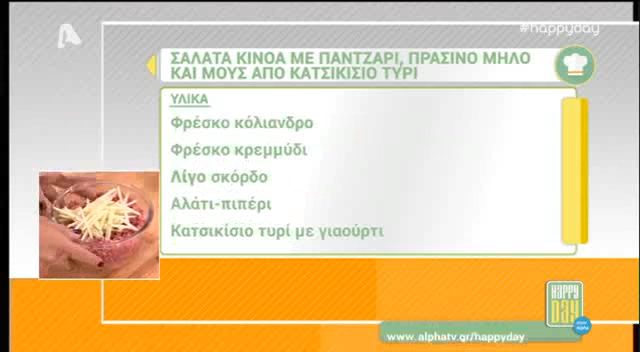 #happyday
ΣΑΛΑΤΑ ΚΙΝΟΑ ΜΕ ΠΑΝΤΖΑΡΙ, ΠΡΑΣΙΝΟ ΜΗΛΟ
ΚΑΙ ΜΟΥΣ ΑΠΟ ΚΑΤΣΙΚΙΣΙΟ ΤΥΡΙ
ΥΛΙΚΑ
Φρέσκο κόλιανδρο
Φρέσκο κρεμμύδι
Λίγο σκόρδο
Αλάτι-πιπέρι
Κατσικίσιο τυρί με γιαούρτι
HAPPY
DAY
www.alphatv.gr/happyday